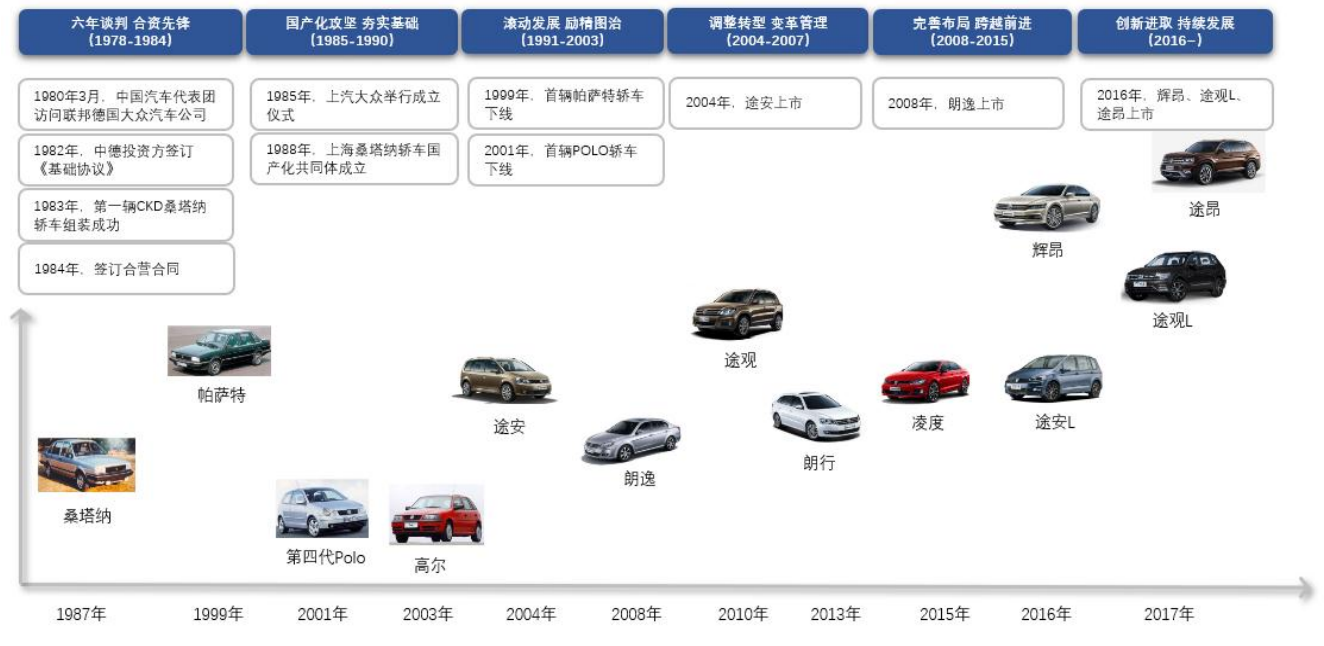 六年谈判 合资先锋
(1978-1984)
国产化攻坚 夯实基础
(1985-1990)
滚动发展 励精图治
(1991-2003)
调整转型 变革管理
(2004-2007)
完善布局 跨越前进
(2008-2015)
创新进取 持续发展
(2016—)
1980年3月，中国汽车代表团
访问联邦德国大众汽车公司
1982年，中德投资方签订
《基础协议》
1983年，第一辆CKD桑塔纳
轿车组装成功
1984年，签订合营合同
1985年，上汽大众举行成立
仪式
1988年，上海桑塔纳轿车国
产化共同体成立
1999年，首辆帕萨特轿车
下线
2001年，首辆POLO轿车
下线
2004年，途安上市
2008年，朗逸上市
2016年，辉昂、途观L、
途昂上市
途昂
辉昂
途观L
途观
帕萨特
途安
凌度
途安L
朗行
朗逸
桑塔纳
第四代Polo
高尔
1987年
1999年
2001年
2003年
2004年
2008年
2010年
2013年
2015年
2016年
2017年